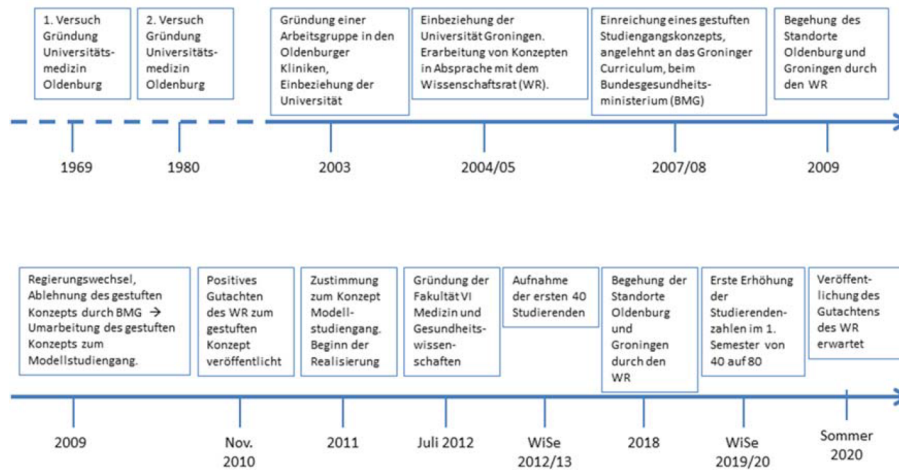 1. Versuch
Gründung
Universitäts-
medizin
Oldenburg
2. Versuch
Gründung
Universitäts-
medizin
Oldenburg
Gründung einer
Arbeitsgruppe in den
Oldenburger
Kliniken,
Einbeziehung der
Universität
Einbeziehung der
Universität Groningen.
Erarbeitung von Konzepten
in Absprache mit dem
Wissenschaftsrat (WR).
Einreichung eines gestuften
Studiengangskonzepts,
angelehnt an das Groninger
Curriculum, beim
Bundesgesundheits-
ministerium (BMG)
Begehung des
Standorte
Oldenburg und
Groningen durch
den WR
1969
1980
2003
2004/05
2007/08
2009
Regierungswechsel,
Ablehnung des gestuften
Konzepts durch BMG →
Umarbeitung des gestuften
Konzepts zum
Modellstudiengang.
Positives
Gutachten
des WR zum
gestuften
Konzept
veröffentlicht
Zustimmung
zum Konzept
Modell-
studiengang.
Beginn der
Realisierung
Gründung der
Fakultät VI
Medizin und
Gesundheits-
wissen-
schaften
Aufnahme
der ersten 40
Studierenden
Begehung der
Standorte
Oldenburg
und
Groningen
durch den
WR
Erste Erhöhung
der
Studierenden-
zahlen im 1.
Semester von
40 auf 80
Veröffent-
lichung des
Gutachtens
des WR
erwartet
2009
Nov.
2010
2011
Juli 2012
WiSe
2012/13
2018
WiSe
2019/20
Sommer
2020